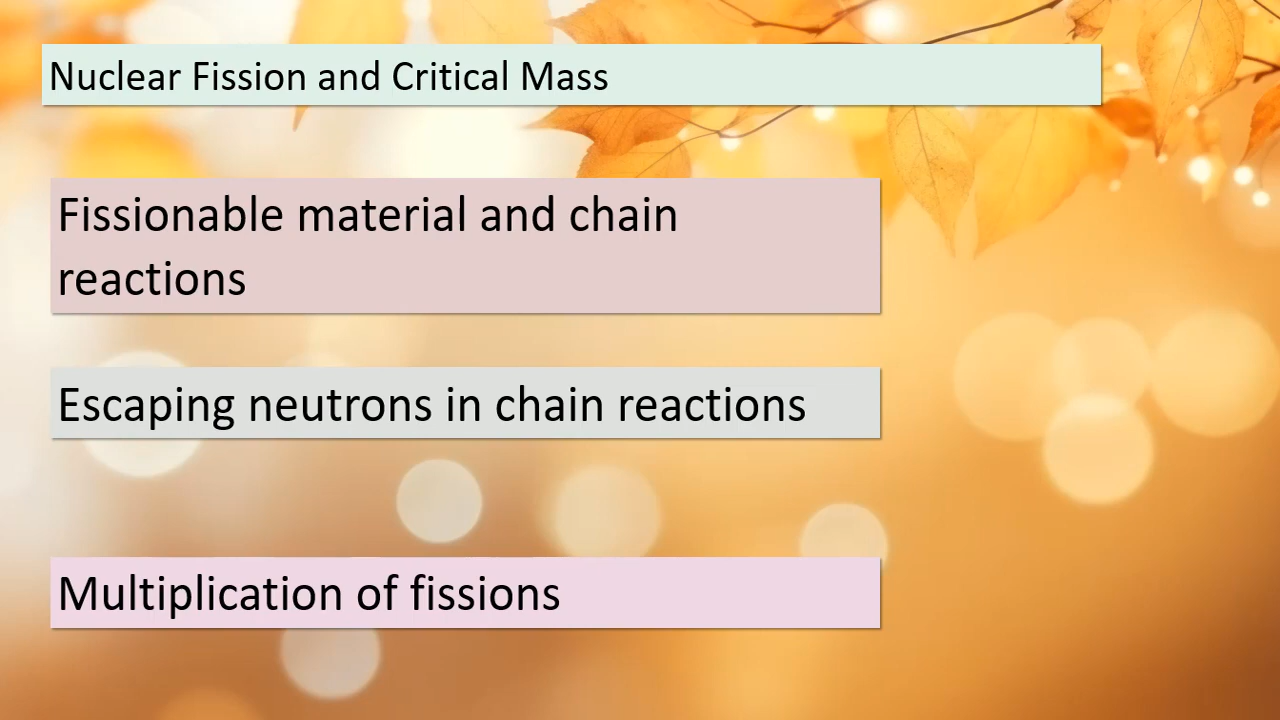 Nuclear Fission and Critical Mass
Fissionable material and chain
reactions
Escaping neutrons in chain reactions
Multiplication of fissions